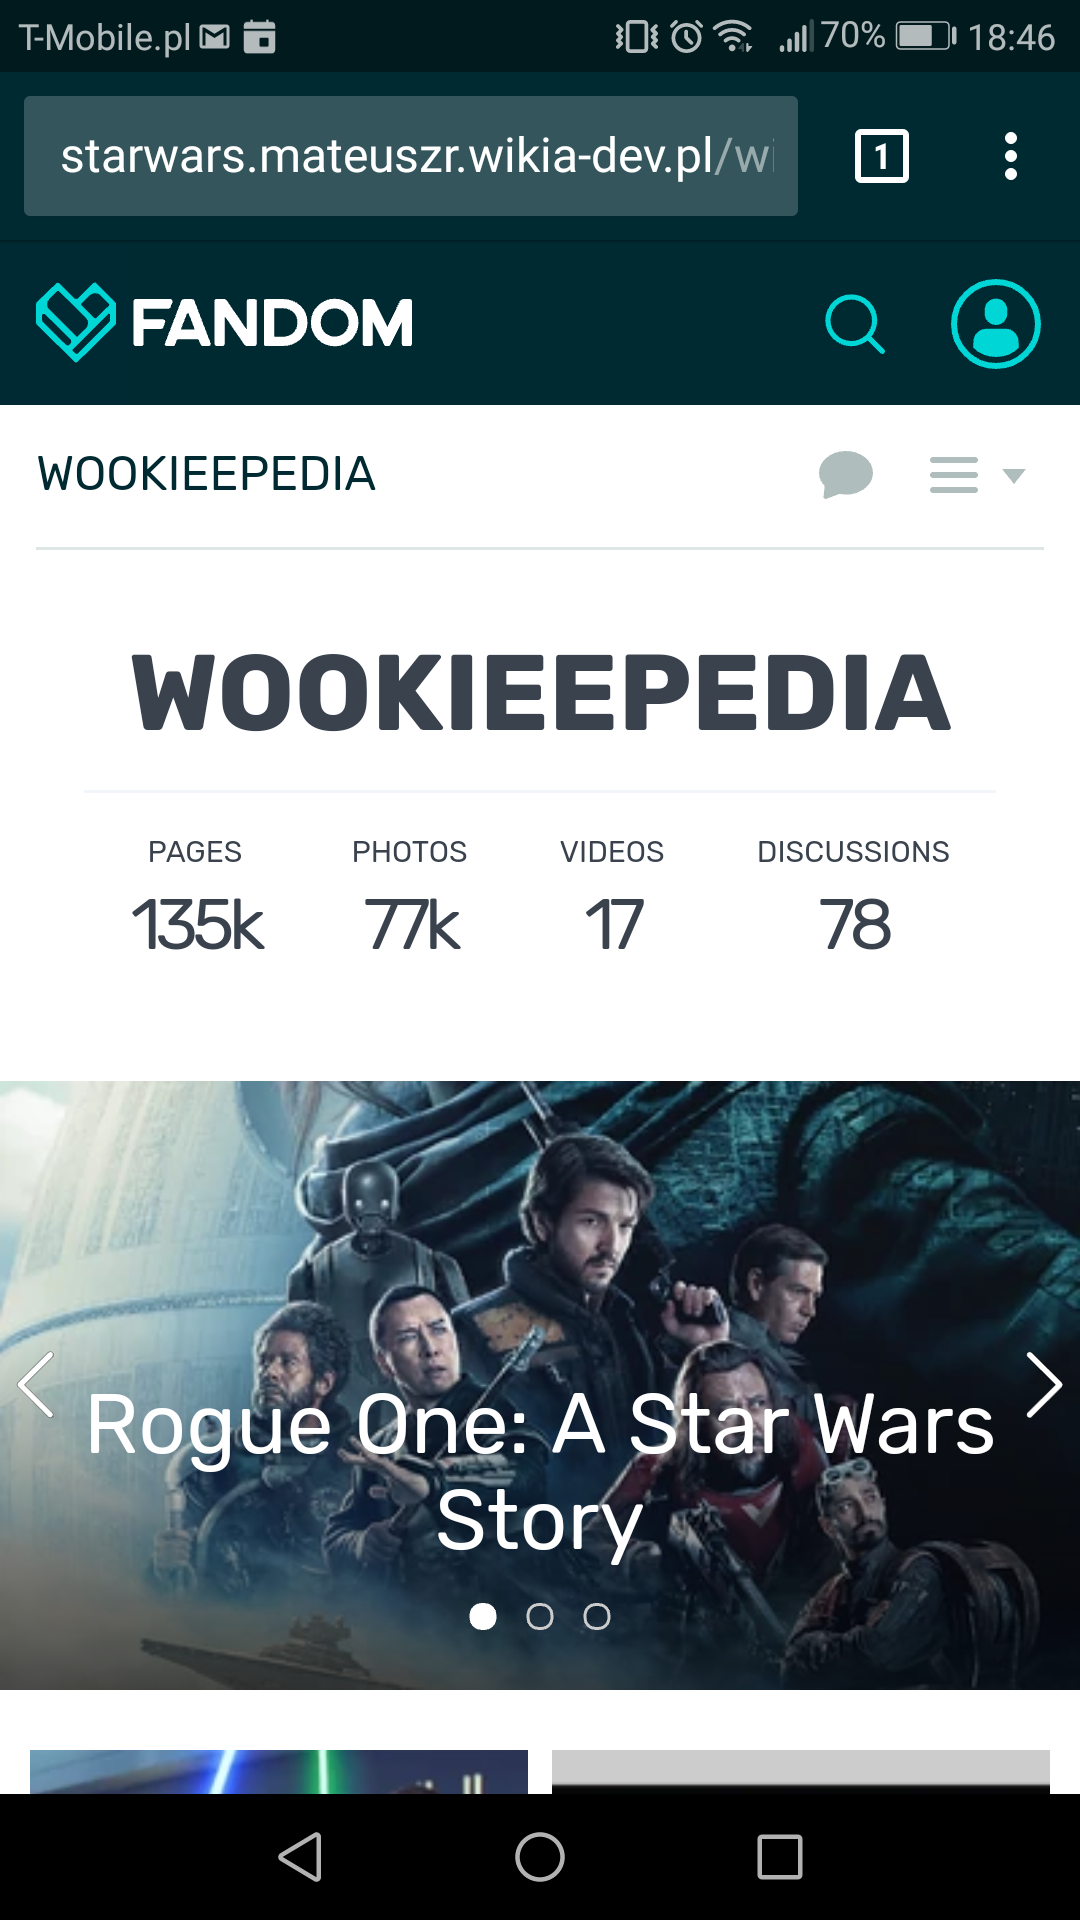 T-Mobile.pl 70% 18:46
starwars.mateuszr.wikia-dev.pl/wi
1
FANDOM
WOOKIEEPEDIA
WOOKIEEPEDIA
PAGES PHOTOS VIDEOS DISCUSSIONS
135k 77k 17 78
Rogue One: A Star Wars
Story